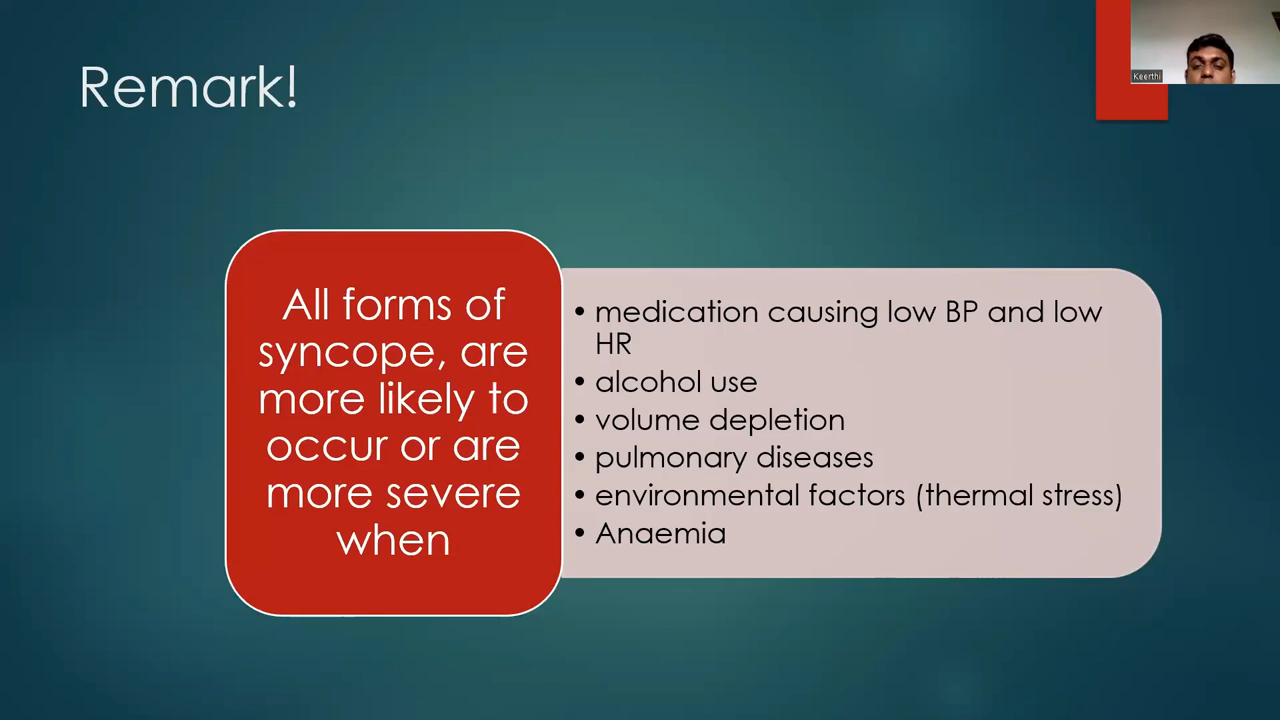 Remark!
Keerthi
All forms of
syncope, are
more likely to
occur or are
more severe
when
• medication causing low BP and low
HR
• alcohol use
• volume depletion
• pulmonary diseases
• environmental factors (thermal stress)
• Anaemia